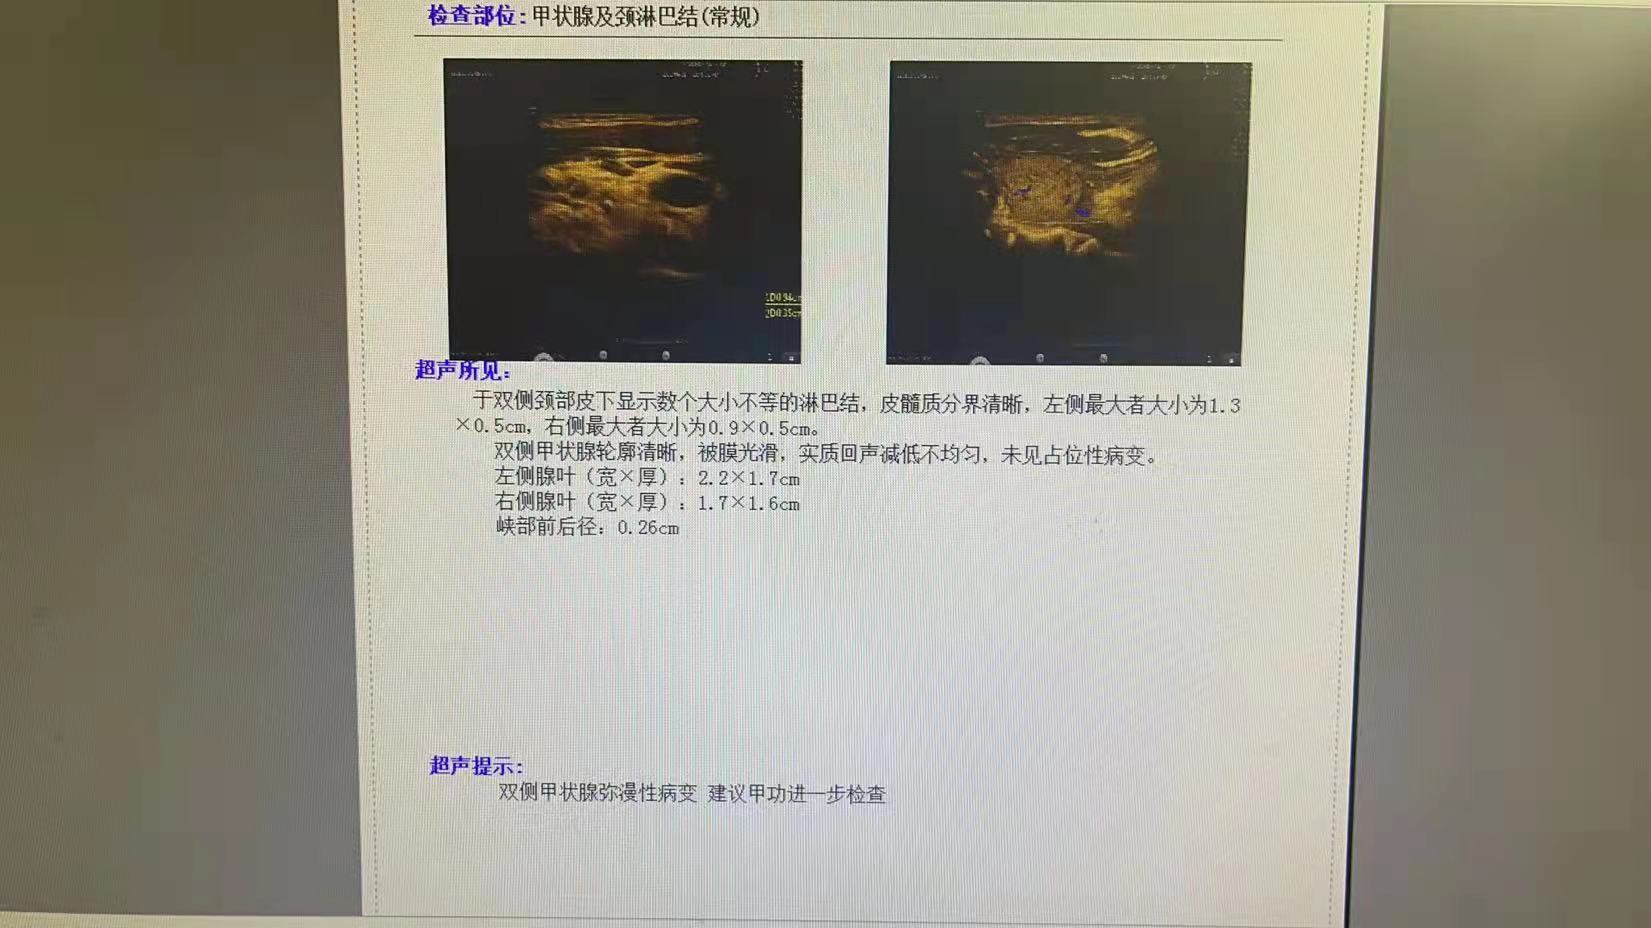 检查部位:甲状腺及颈淋巴结(常规)
超声所见:
于双侧颈部皮下显示数个大小不等的淋巴结，皮髓质分界清晰，左侧最大者大小为1.3
×0.5cm，右侧最大者大小为0.9×0.5cm。
双侧甲状腺轮廓清晰，被膜光滑，实质回声减低不均匀，未见占位性病变。
左侧腺叶（宽×厚）：2.2×1.7cm
右侧腺叶（宽×厚）：1.7×1.6cm
峡部前后径：0.26cm
超声提示:
双侧甲状腺弥漫性病变 建议甲功进一步检查